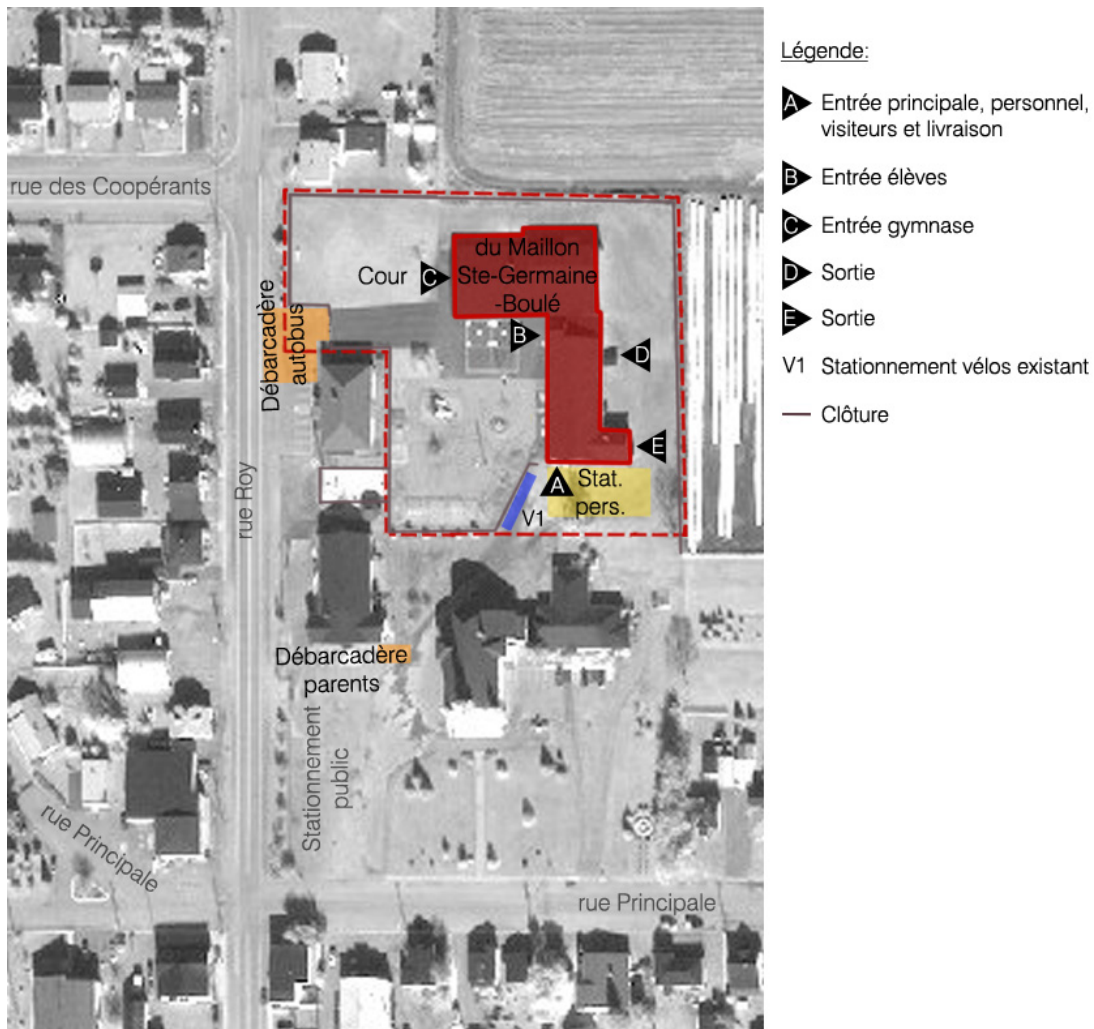 rue des Coopérants
du Maillon
Ste-Germaine
-Boulé
Cour
C
B
D
E
A
Débarcadère
autobus
Stat.
pers.
V1
rue Roy
Débarcadère
parents
Stationnement
public
rue Principale
rue Principale
Légende:
A Entrée principale, personnel,
visiteurs et livraison
B Entrée élèves
C Entrée gymnase
D Sortie
E Sortie
V1 Stationnement vélos existant
Clôture